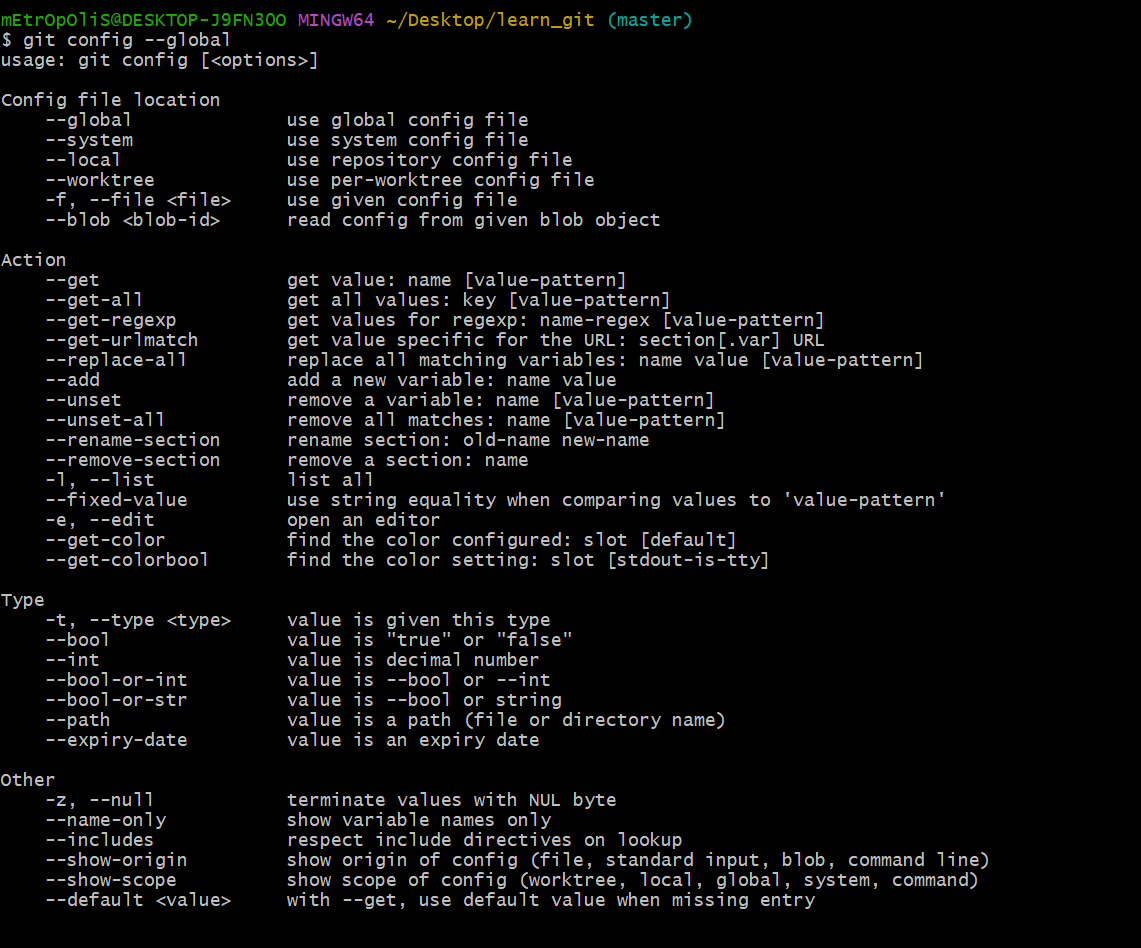 mEtrOpOliS@DESKTOP-J9FN3OO MINGW64 ~/Desktop/learn_git (master)
$ git config --global
usage: git config [<options>]

Config file location
    --global              use global config file
    --system              use system config file
    --local               use repository config file
    --worktree            use per-worktree config file
    -f, --file <file>     use given config file
    --blob <blob-id>      read config from given blob object

Action
    --get                 get value: name [value-pattern]
    --get-all             get all values: key [value-pattern]
    --get-regexp          get values for regexp: name-regex [value-pattern]
    --get-urlmatch        get value specific for the URL: section[.var] URL
    --replace-all         replace all matching variables: name value [value-pattern]
    --add                 add a new variable: name value
    --unset               remove a variable: name [value-pattern]
    --unset-all           remove all matches: name [value-pattern]
    --rename-section      rename section: old-name new-name
    --remove-section      remove a section: name
    -l, --list            list all
    --fixed-value         use string equality when comparing values to 'value-pattern'
    -e, --edit            open an editor
    --get-color           find the color configured: slot [default]
    --get-colorbool       find the color setting: slot [stdout-is-tty]

Type
    -t, --type <type>     value is given this type
    --bool                value is "true" or "false"
    --int                 value is decimal number
    --bool-or-int         value is --bool or --int
    --bool-or-str         value is --bool or string
    --path                value is a path (file or directory name)
    --expiry-date         value is an expiry date

Other
    -z, --null            terminate values with NUL byte
    --name-only           show variable names only
    --includes            respect include directives on lookup
    --show-origin         show origin of config (file, standard input, blob, command line)
    --show-scope          show scope of config (worktree, local, global, system, command)
    --default <value>     with --get, use default value when missing entry